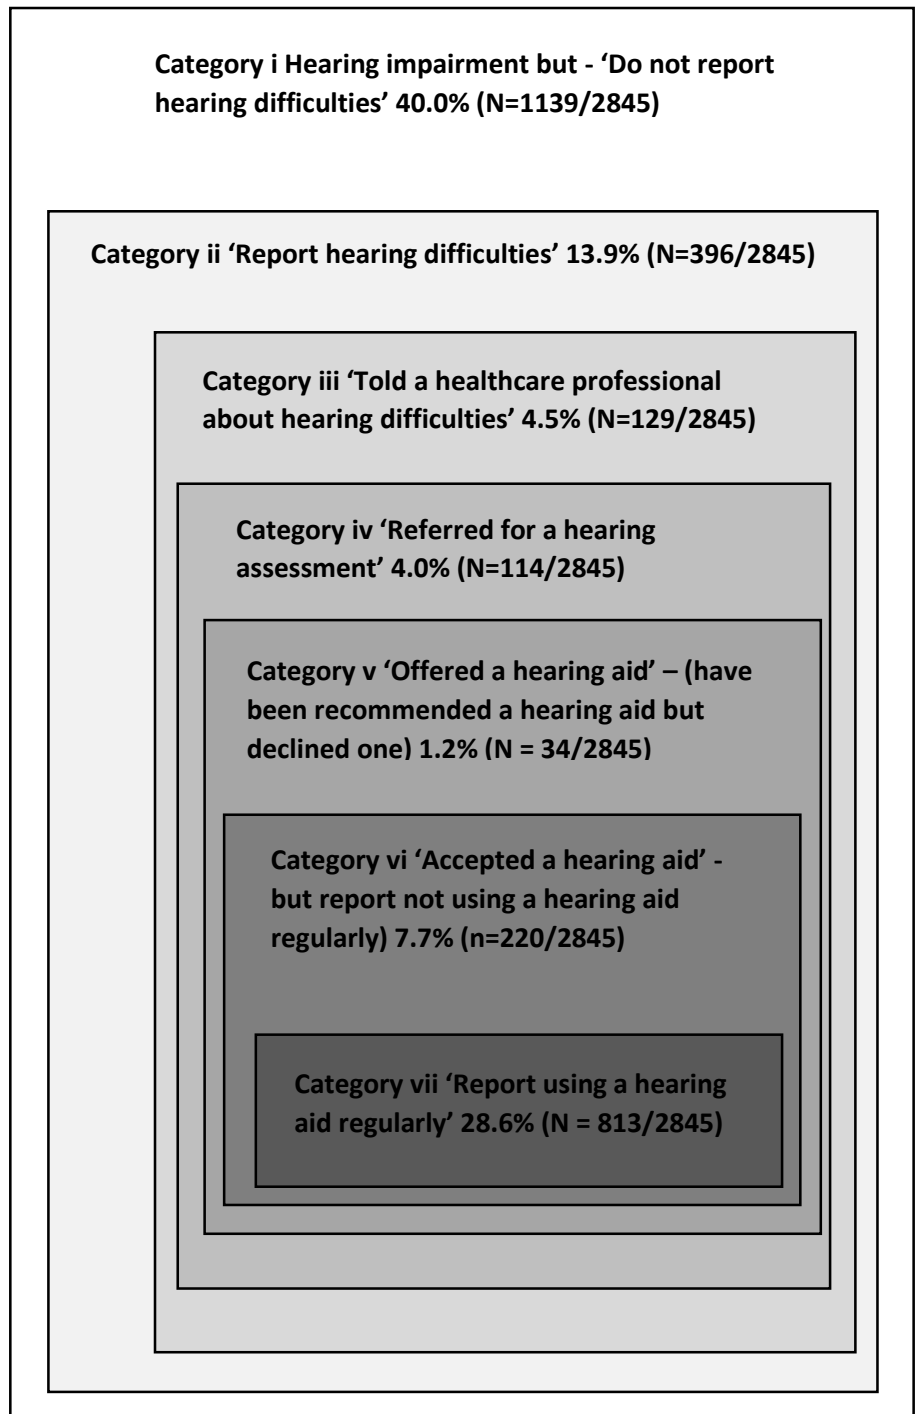 Category i Hearing impairment but - ‘Do not report
hearing difficulties’ 40.0% (N=1139/2845)
Category ii ‘Report hearing difficulties’ 13.9% (N=396/2845)
Category iii ‘Told a healthcare professional
about hearing difficulties’ 4.5% (N=129/2845)
Category iv ‘Referred for a hearing
assessment’ 4.0% (N=114/2845)
Category v ‘Offered a hearing aid’ – (have
been recommended a hearing aid but
declined one) 1.2% (N = 34/2845)
Category vi ‘Accepted a hearing aid’ -
but report not using a hearing aid
regularly) 7.7% (n=220/2845)
Category vii ‘Report using a hearing
aid regularly’ 28.6% (N = 813/2845)